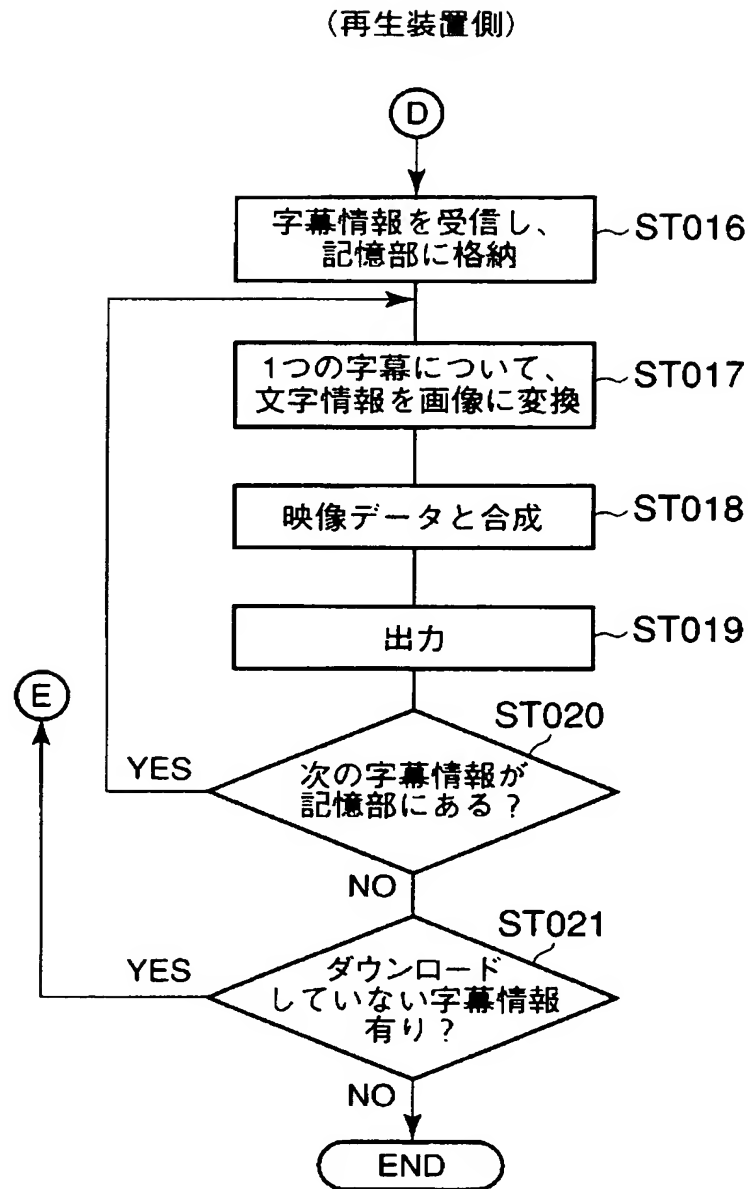 (再生装置側)
D
字幕情報を受信し、
記憶部に格納
ST016
1つの字幕について、
文字情報を画像に変換
ST017
映像データと合成
ST018
出力
ST019
E
ST020
YES
次の字幕情報が
記憶部にある?
NO
ST021
YES
ダウンロード
していない字幕情報
有り?
NO
END